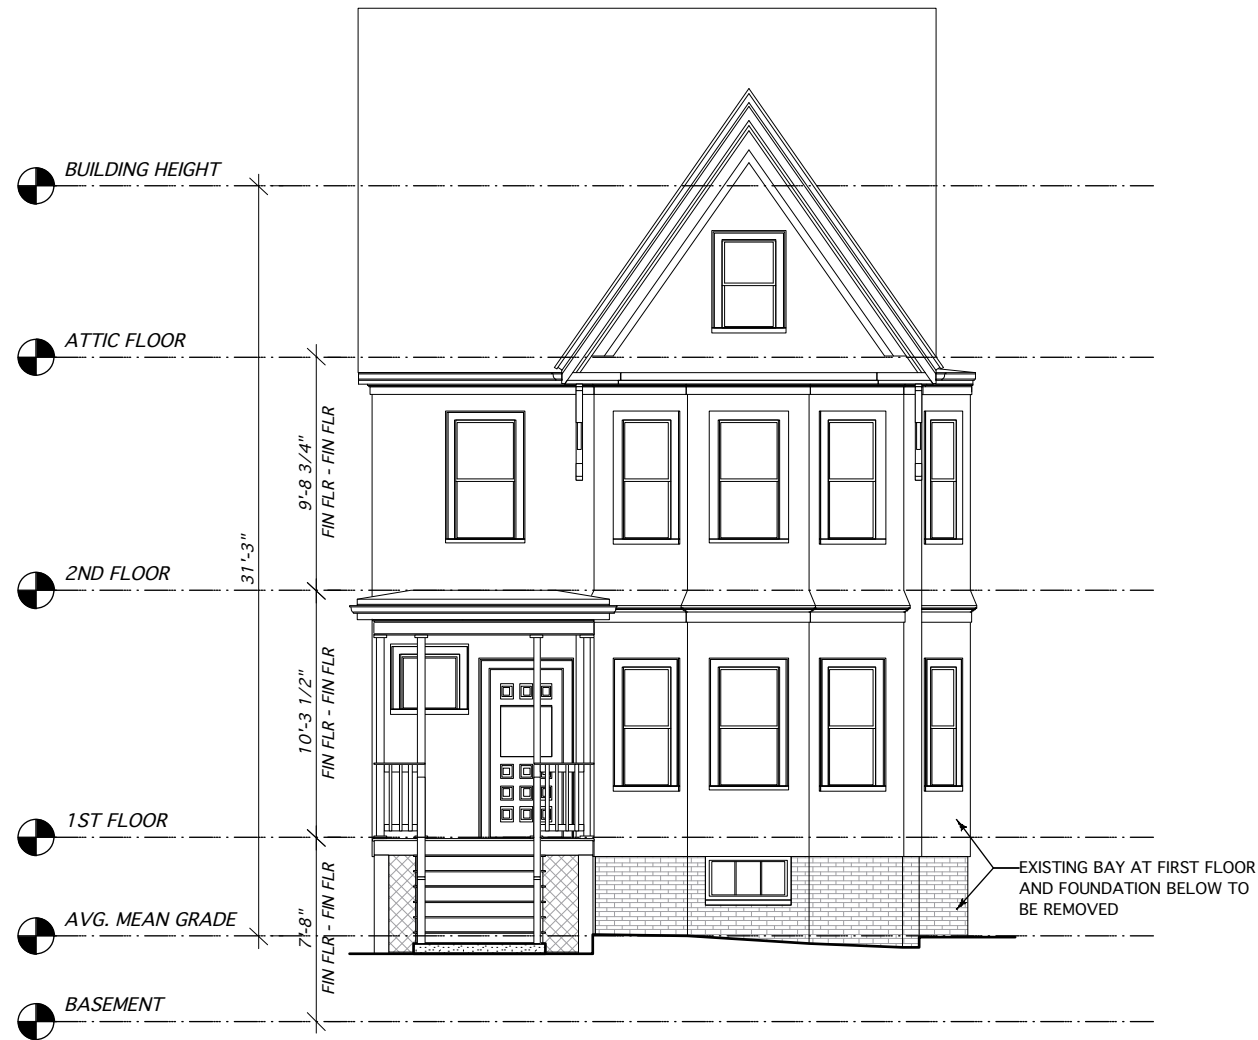 BUILDING HEIGHT
ATTIC FLOOR
9'-8 3/4"
FIN FLR - FIN FLR
31'-3"
2ND FLOOR
10'-3 1/2"
FIN FLR - FIN FLR
1ST FLOOR
EXISTING BAY AT FIRST FLOOR
AND FOUNDATION BELOW TO
BE REMOVED
7'-8"
FIN FLR - FIN FLR
AVG. MEAN GRADE
BASEMENT